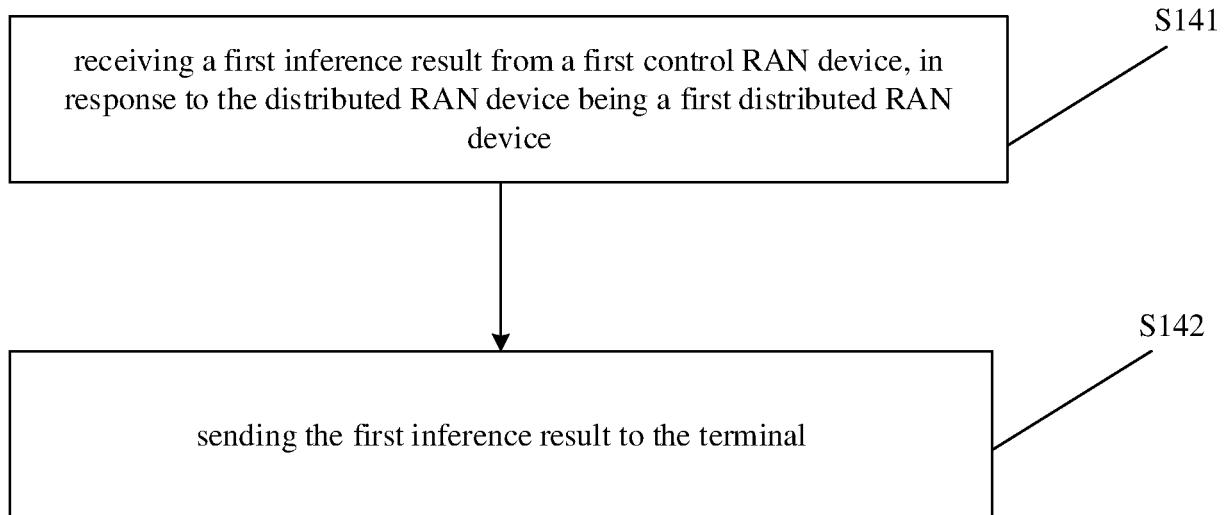 S141
receiving a first inference result from a first control RAN device, in
response to the distributed RAN device being a first distributed RAN
device
S142
sending the first inference result to the terminal